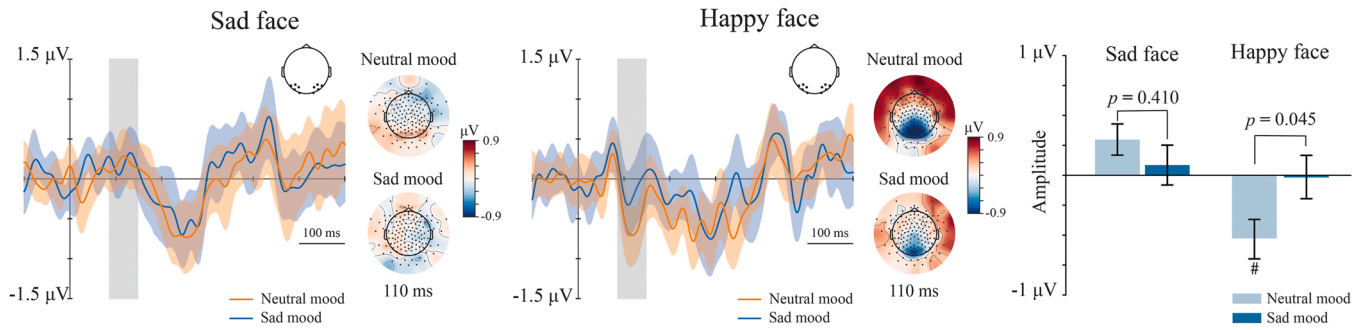 Sad face
1.5 µV
-1.5 µV
Neutral mood
µV
0.9
-0.9
Sad mood
100 ms
110 ms
Neutral mood
Sad mood
Happy face
1.5 µV
-1.5 µV
Neutral mood
µV
0.9
-0.9
Sad mood
100 ms
110 ms
Neutral mood
Sad mood
1 µV
Amplitude
-1 µV
Sad face
Happy face
p = 0.410
p = 0.045
#
Neutral mood
Sad mood